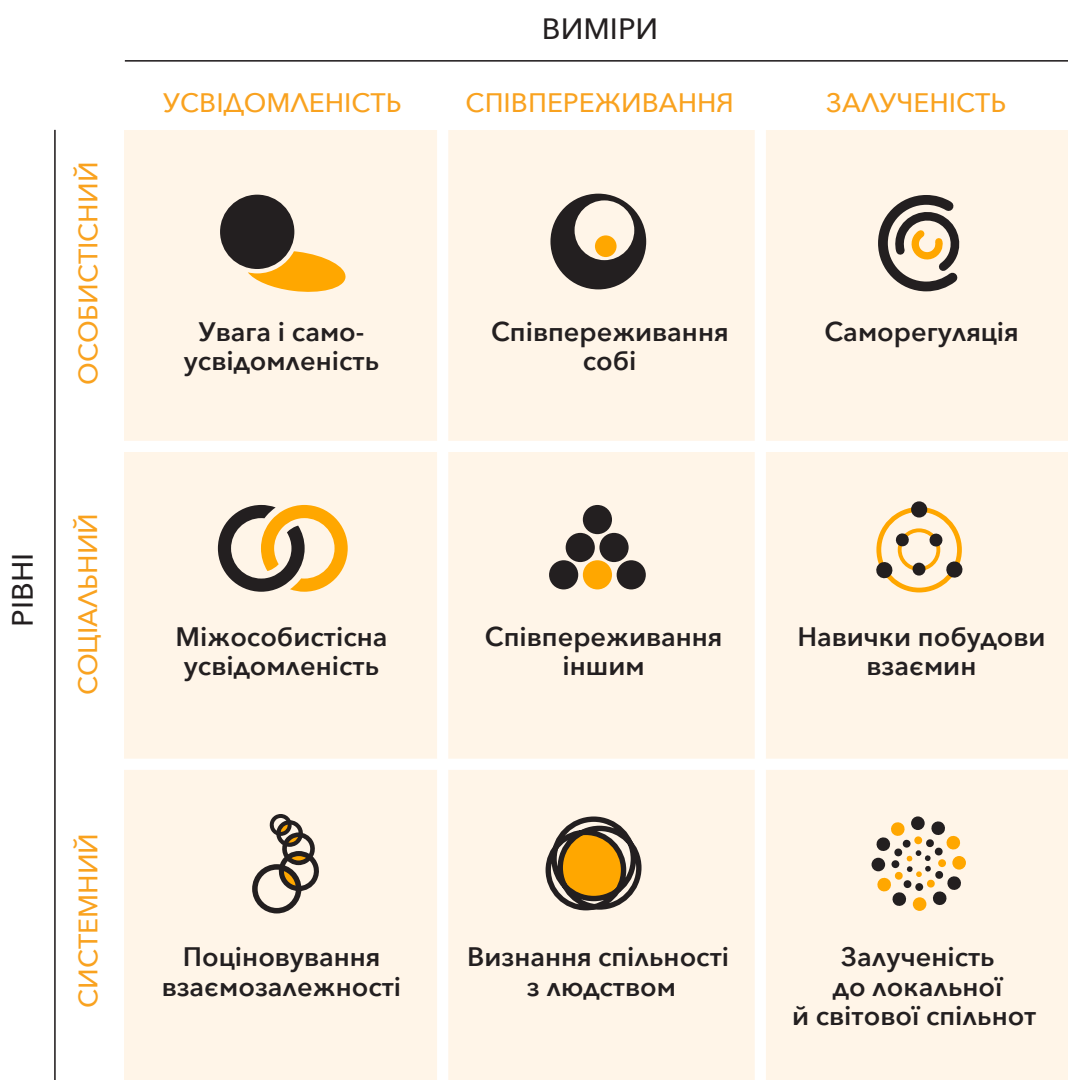 ВИМІРИ
УСВІДОМЛЕНІСТЬ
СПІВПЕРЕЖИВАННЯ
ЗАЛУЧЕНІСТЬ
РІВНІ
ОСОБИСТІСНИЙ
Увага і само-
усвідомленість
Співпереживання
собі
Саморегуляція
СОЦІАЛЬНИЙ
Міжособистісна
усвідомленість
Співпереживання
іншим
Навички побудови
взаємин
СИСТЕМНИЙ
Поціновування
взаємозалежності
Визнання спільності
з людством
Залученість
до локальної
й світової спільнот